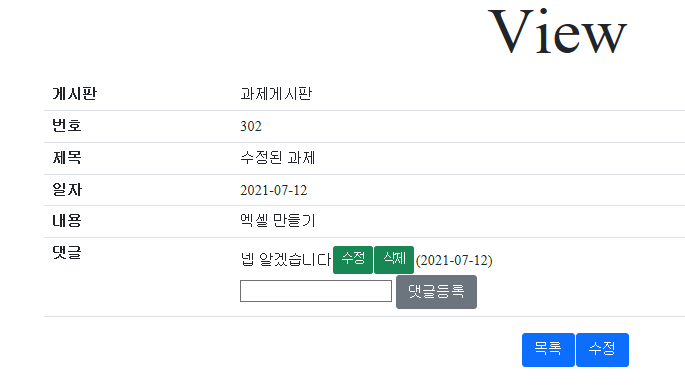 View
게시판 과제게시판
번호 302
제목 수정된 과제
일자 2021-07-12
내용 엑셀 만들기
댓글 넵 알겠습니다 수정 삭제 (2021-07-12)
댓글등록
목록 수정